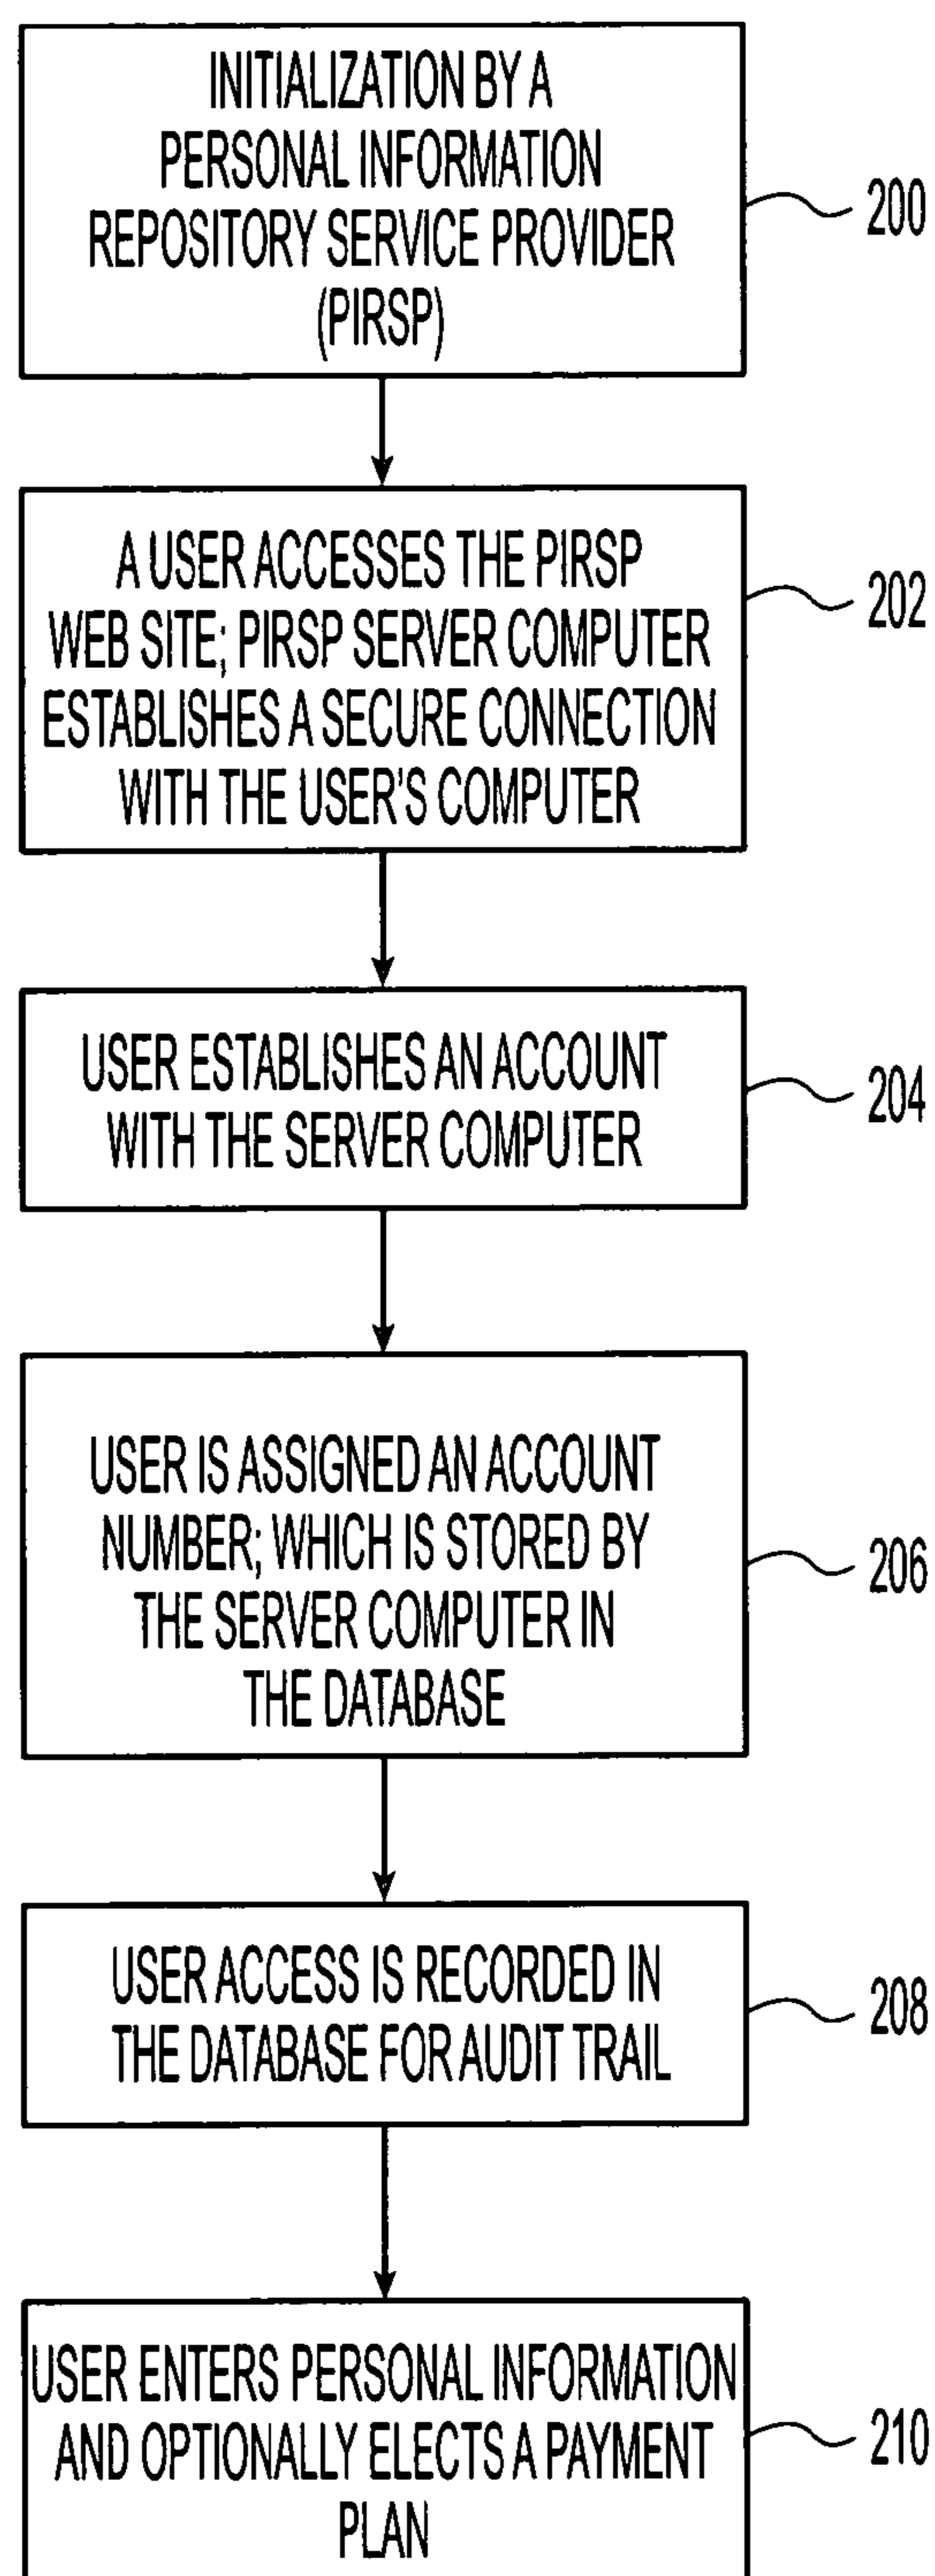 INITIALIZATION BY A
PERSONAL INFORMATION
REPOSITORY SERVICE PROVIDER
(PIRSP)
200
A USER ACCESSES THE PIRSP
WEB SITE; PIRSP SERVER COMPUTER
ESTABLISHES A SECURE CONNECTION
WITH THE USER'S COMPUTER
202
USER ESTABLISHES AN ACCOUNT
WITH THE SERVER COMPUTER
204
USER IS ASSIGNED AN ACCOUNT
NUMBER; WHICH IS STORED BY
THE SERVER COMPUTER IN
THE DATABASE
206
USER ACCESS IS RECORDED IN
THE DATABASE FOR AUDIT TRAIL
208
USER ENTERS PERSONAL INFORMATION
AND OPTIONALLY ELECTS A PAYMENT
PLAN
210